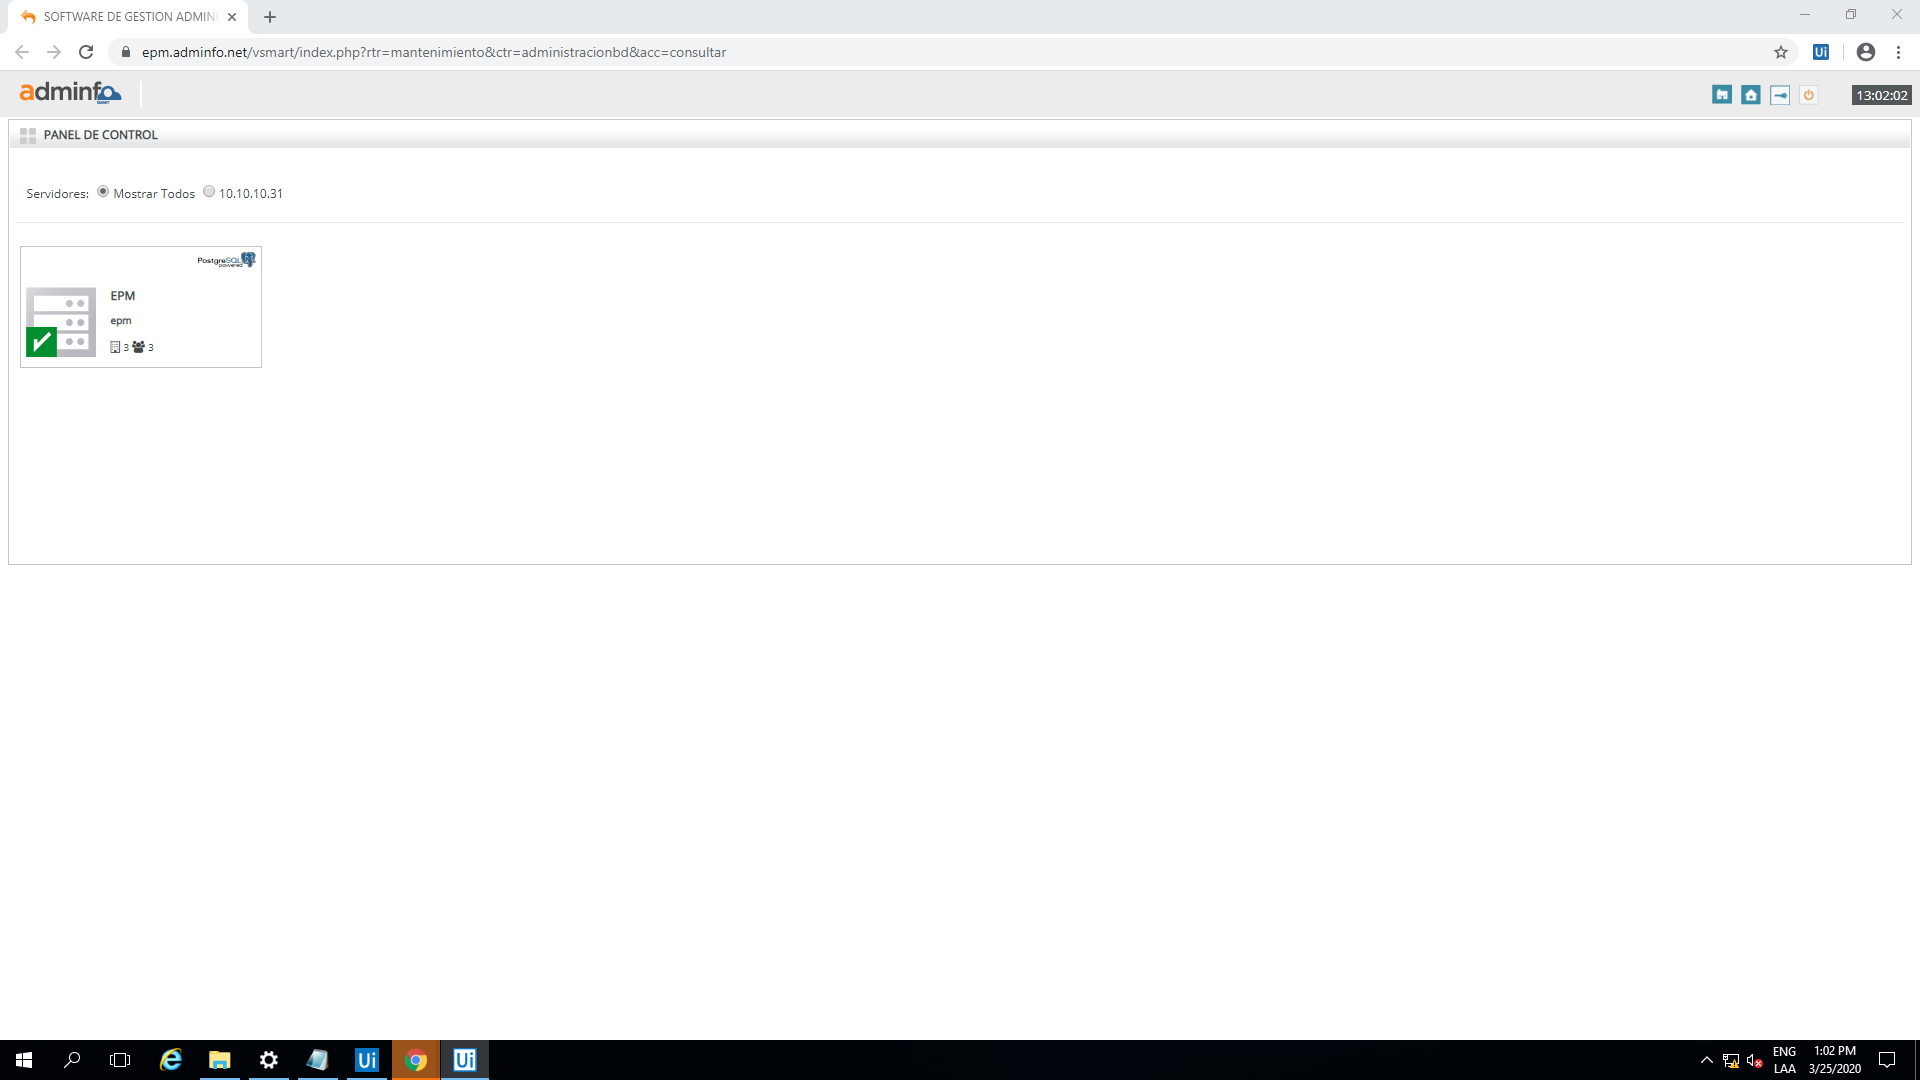 SOFTWARE DE GESTION ADMIN
epm.adminfo.net/vsmart/index.php?rtr=mantenimiento&ctr=administracionbd&acc=consultar
Ui
adminfo
13:02:02
PANEL DE CONTROL
Servidores: Mostrar Todos 10.10.10.31
PostgreSQL
powered
EPM
epm
3 3
Ui Ui
ENG 1:02 PM
LAA 3/25/2020